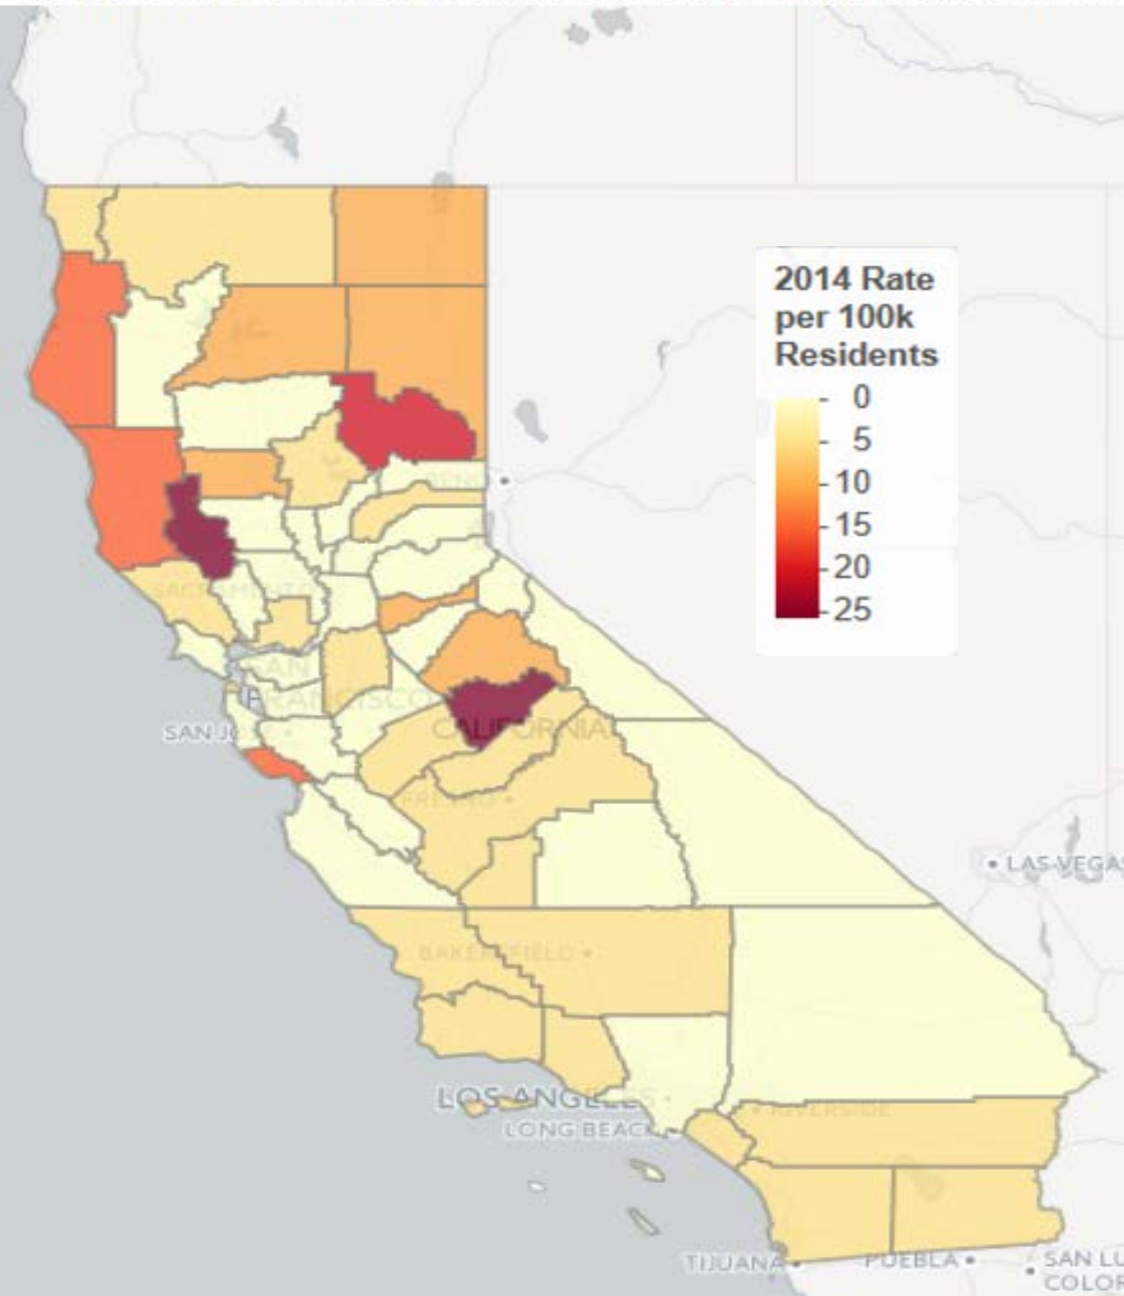 RENO
2014 Rate
per 100k
Residents
0
5
10
15
20
25
SACRAMENTO
SAN
FRANCISCO
SAN JOSE
CALIFORNIA
FRESNO
LAS VEGAS
BAKERSFIELD
LOS ANGELES
RIVERSIDE
LONG BEACH
TIJUANA
PUEBLA
SAN LU
COLOR